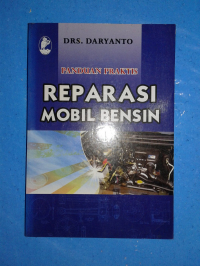 DRS. DARYANTO
PANDUAN PRAKTIS
REPARASI
MOBIL BENSIN